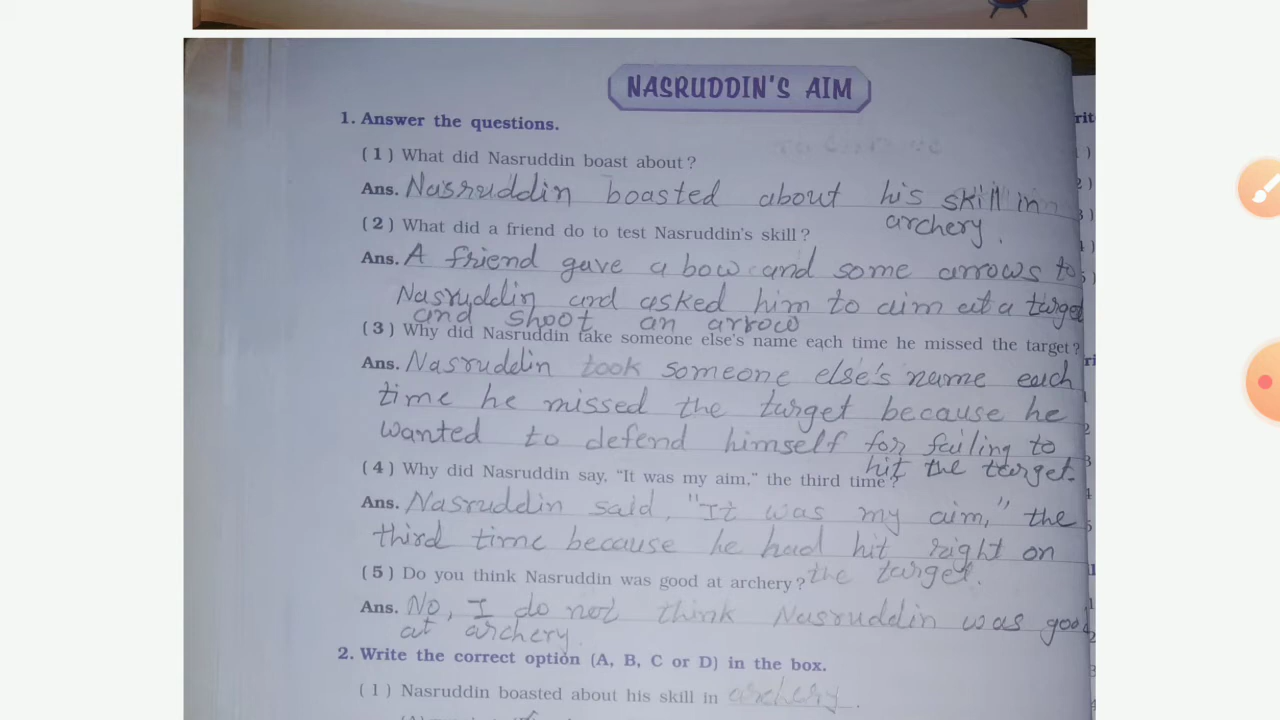 NASRUDDIN'S AIM
1. Answer the questions.
(1) What did Nasruddin boast about?
Ans. Nasruddin boasted about his skill in
archery.
(2) What did a friend do to test Nasruddin's skill?
Ans. A friend gave a bow and some arrows to
Nasruddin and asked him to aim at a target
and shoot an arrow
(3) Why did Nasruddin take someone else's name each time he missed the target?
Ans. Nasruddin took someone else's name each
time he missed the target because he
wanted to defend himself for failing to
hit the target.
(4) Why did Nasruddin say, "It was my aim," the third time?
Ans. Nasruddin said, "It was my aim," the
third time because he had hit right on
the target.
(5) Do you think Nasruddin was good at archery?
Ans. No, I do not think Nasruddin was good
at archery.
2. Write the correct option (A, B, C or D) in the box.
(1) Nasruddin boasted about his skill in archery.